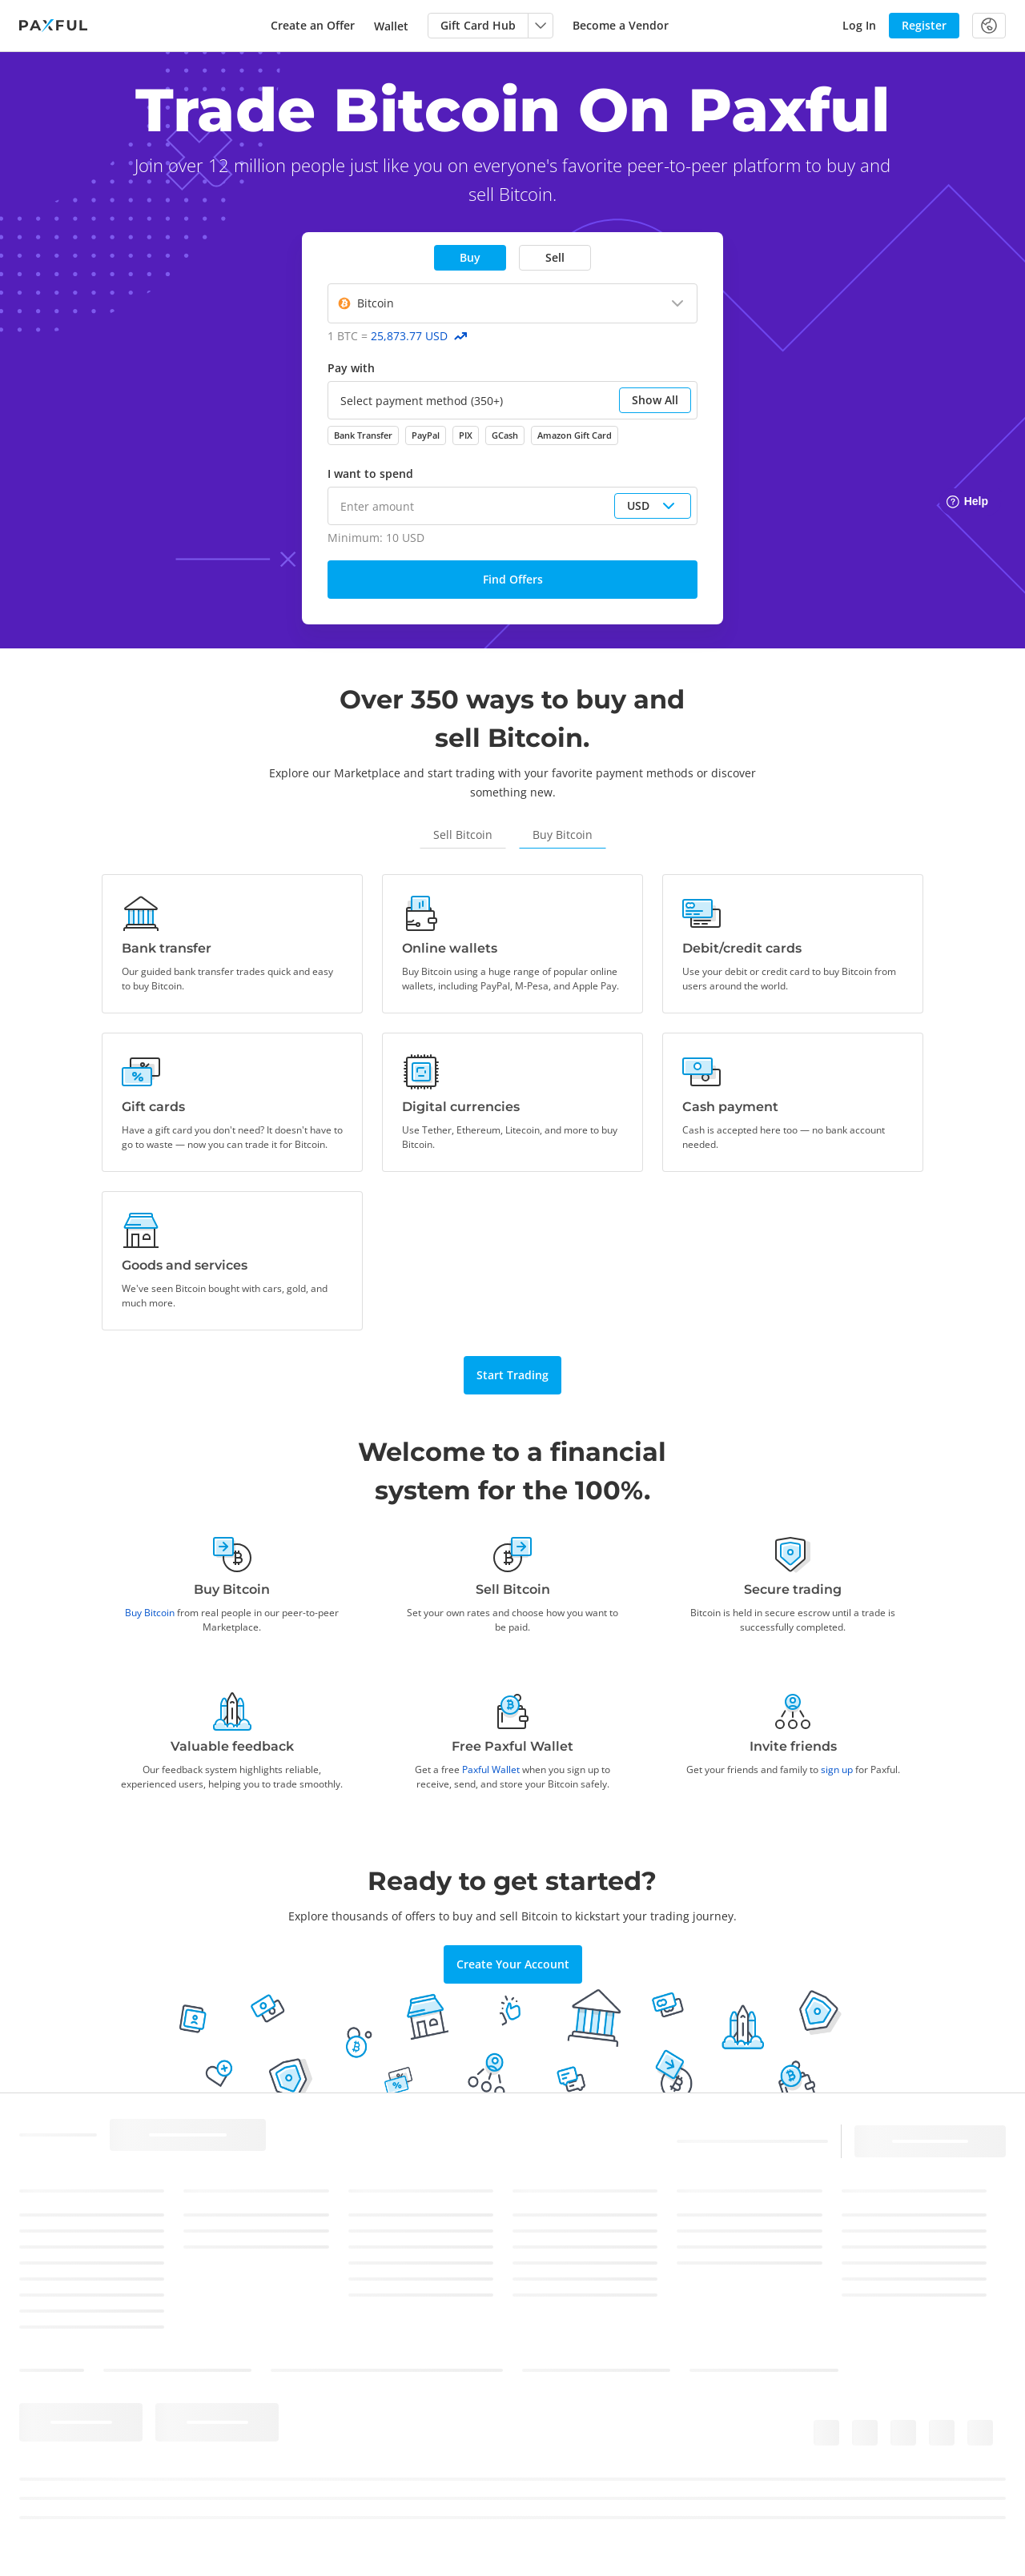 PAXFUL
Create an Offer
Wallet
Gift Card Hub
Become a Vendor
Log In
Register
Trade Bitcoin On Paxful
Join over 12 million people just like you on everyone's favorite peer-to-peer platform to buy and
sell Bitcoin.
Buy
Sell
Bitcoin
1 BTC = 25,873.77 USD
Pay with
Select payment method (350+)
Show All
Bank Transfer
PayPal
PIX
GCash
Amazon Gift Card
I want to spend
Enter amount
USD
Help
Minimum: 10 USD
Find Offers
Over 350 ways to buy and
sell Bitcoin.
Explore our Marketplace and start trading with your favorite payment methods or discover
something new.
Sell Bitcoin
Buy Bitcoin
Bank transfer
Our guided bank transfer trades quick and easy
to buy Bitcoin.
Online wallets
Buy Bitcoin using a huge range of popular online
wallets, including PayPal, M-Pesa, and Apple Pay.
Debit/credit cards
Use your debit or credit card to buy Bitcoin from
users around the world.
Gift cards
Have a gift card you don't need? It doesn't have to
go to waste — now you can trade it for Bitcoin.
Digital currencies
Use Tether, Ethereum, Litecoin, and more to buy
Bitcoin.
Cash payment
Cash is accepted here too — no bank account
needed.
Goods and services
We've seen Bitcoin bought with cars, gold, and
much more.
Start Trading
Welcome to a financial
system for the 100%.
Buy Bitcoin
Buy Bitcoin from real people in our peer-to-peer
Marketplace.
Sell Bitcoin
Set your own rates and choose how you want to
be paid.
Secure trading
Bitcoin is held in secure escrow until a trade is
successfully completed.
Valuable feedback
Our feedback system highlights reliable,
experienced users, helping you to trade smoothly.
Free Paxful Wallet
Get a free Paxful Wallet when you sign up to
receive, send, and store your Bitcoin safely.
Invite friends
Get your friends and family to sign up for Paxful.
Ready to get started?
Explore thousands of offers to buy and sell Bitcoin to kickstart your trading journey.
Create Your Account